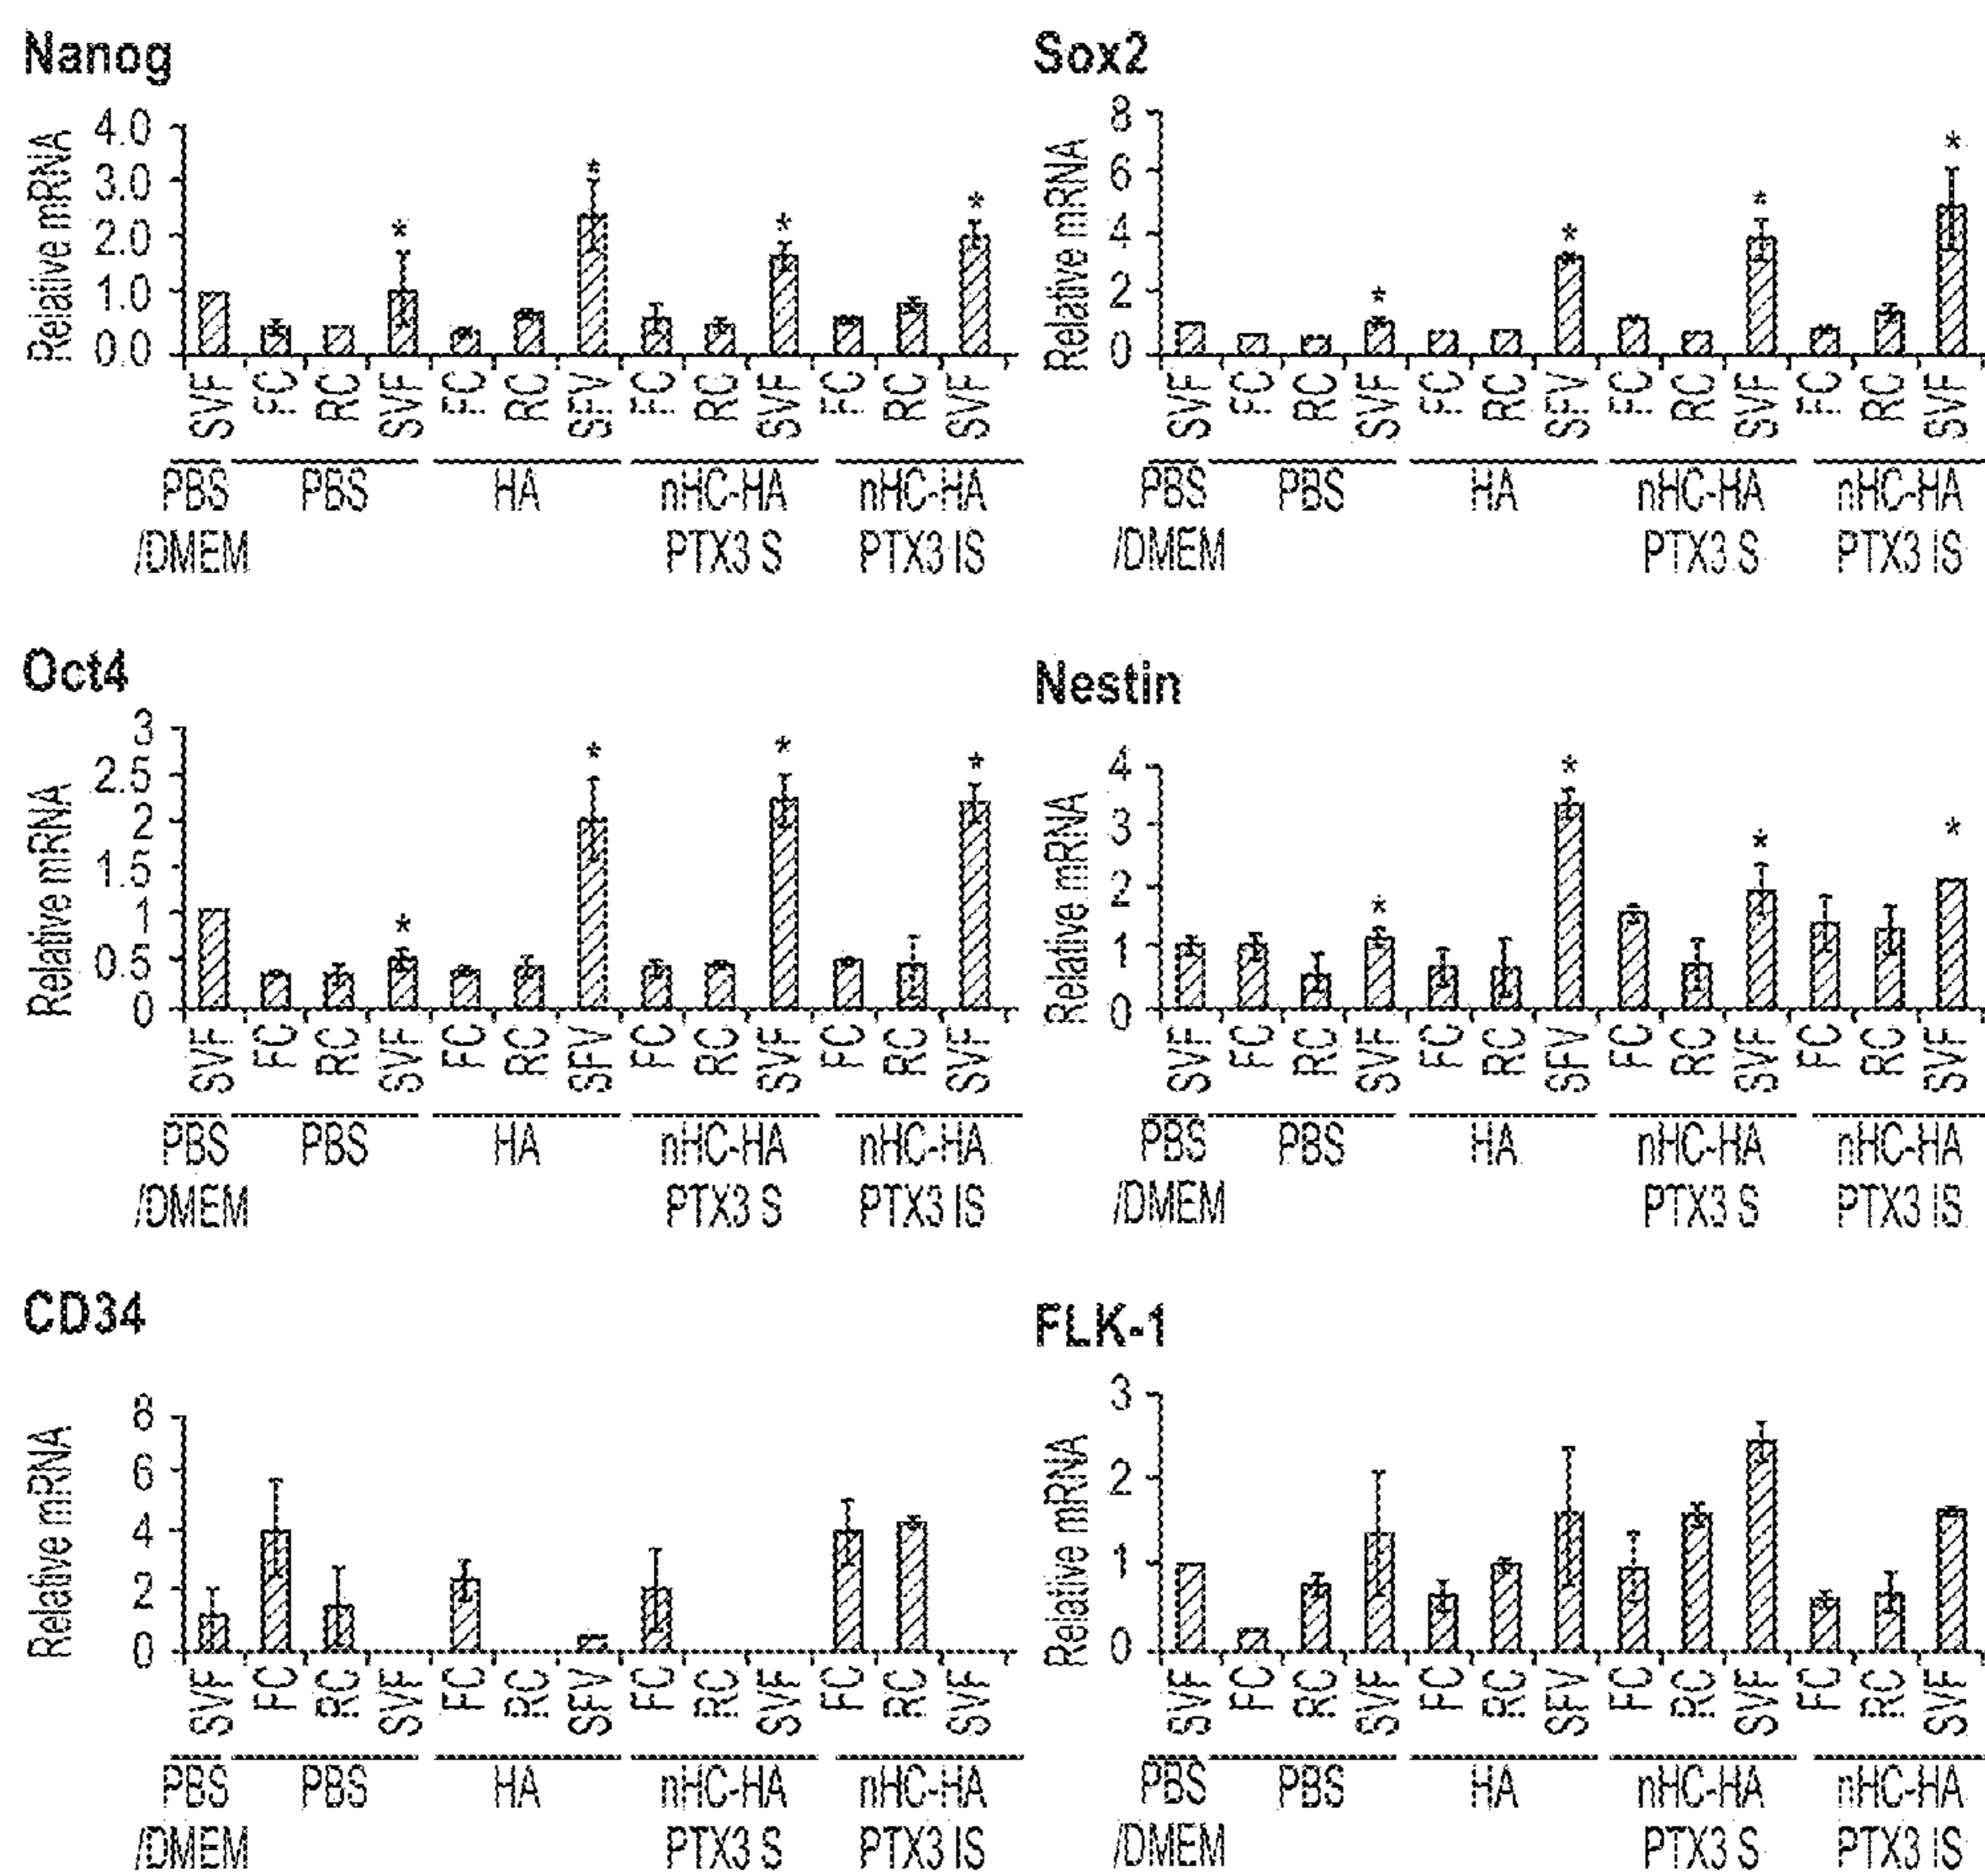 Nanog
Relative mRNA
4.0
3.0
2.0
1.0
0.0
* * * *
SVF FC RC SVF FC RC SFV FC RC SVF FC RC SVF
PBS PBS HA nHC-HA nHC-HA
/DMEM PTX3 S PTX3 IS
Sox2
Relative mRNA
8
6
4
2
0
* * * *
SVF FC RC SVF FC RC SFV FC RC SVF FC RC SVF
PBS PBS HA nHC-HA nHC-HA
/DMEM PTX3 S PTX3 IS
Oct4
Relative mRNA
3
2.5
2
1.5
1
0.5
0
* * * *
SVF FC RC SVF FC RC SFV FC RC SVF FC RC SVF
PBS PBS HA nHC-HA nHC-HA
/DMEM PTX3 S PTX3 IS
Nestin
Relative mRNA
4
3
2
1
0
* * * *
SVF FC RC SVF FC RC SFV FC RC SVF FC RC SVF
PBS PBS HA nHC-HA nHC-HA
/DMEM PTX3 S PTX3 IS
CD34
Relative mRNA
8
6
4
2
0
SVF FC RC SVF FC RC SFV FC RC SVF FC RC SVF
PBS PBS HA nHC-HA nHC-HA
/DMEM PTX3 S PTX3 IS
FLK-1
Relative mRNA
3
2
1
0
SVF FC RC SVF FC RC SFV FC RC SVF FC RC SVF
PBS PBS HA nHC-HA nHC-HA
/DMEM PTX3 S PTX3 IS